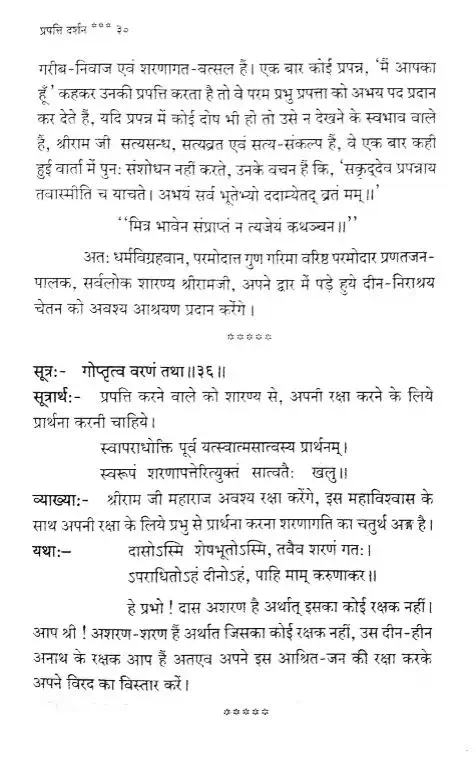 प्रपत्ति दर्शन *** ३०
गरीब-निवाज एवं शरणागत-वत्सल हैं। एक बार कोई प्रपन्न, 'मैं आपका
हूँ' कहकर उनकी प्रपत्ति करता है तो वे परम प्रभु प्रपत्ता को अभय पद प्रदान
कर देते हैं, यदि प्रपन्न में कोई दोष भी हो तो उसे न देखने के स्वभाव वाले
हैं, श्रीराम जी सत्यसन्ध, सत्यव्रत एवं सत्य-संकल्प हैं, वे एक बार कही
हुई वार्ता में पुनः संशोधन नहीं करते, उनके वचन हैं कि, 'सकृद्देव प्रपन्नाय
तवास्मीति च याचते। अभयं सर्व भूतेभ्यो ददाम्येतद् व्रतं मम्॥'
''मित्र भावेन संप्राप्तं न त्यजेयं कथञ्चन॥''
अतः धर्मविग्रहवान, परमोदात्त गुण गरिमा वरिष्ठ परमोदार प्रणतजन-
पालक, सर्वलोक शारण्य श्रीरामजी, अपने द्वार में पड़े हुये दीन-निराश्रय
चेतन को अवश्य आश्रयण प्रदान करेंगे।
*****
सूत्र:- गोप्तृत्व वरणं तथा॥३६॥
सूत्रार्थ:- प्रपत्ति करने वाले को शारण्य से, अपनी रक्षा करने के लिये
प्रार्थना करनी चाहिये।
स्वापराधोक्ति पूर्व यत्स्वात्मसात्वस्य प्रार्थनम्।
स्वरूपं शरणापत्तेरित्युक्तं सात्वतैः खलु॥
व्याख्या:- श्रीराम जी महाराज अवश्य रक्षा करेंगे, इस महाविश्वास के
साथ अपनी रक्षा के लिये प्रभु से प्रार्थना करना शरणागति का चतुर्थ अङ्ग है।
यथा:– दासोऽस्मि शेषभूतोऽस्मि, तवैव शरणं गतः।
ऽपराधितोऽहं दीनोऽहं, पाहि माम् करुणाकर॥
हे प्रभो ! दास अशरण है अर्थात् इसका कोई रक्षक नहीं।
आप श्री ! अशरण-शरण हैं अर्थात जिसका कोई रक्षक नहीं, उस दीन-हीन
अनाथ के रक्षक आप हैं अतएव अपने इस आश्रित-जन की रक्षा करके
अपने विरद का विस्तार करें।
*****